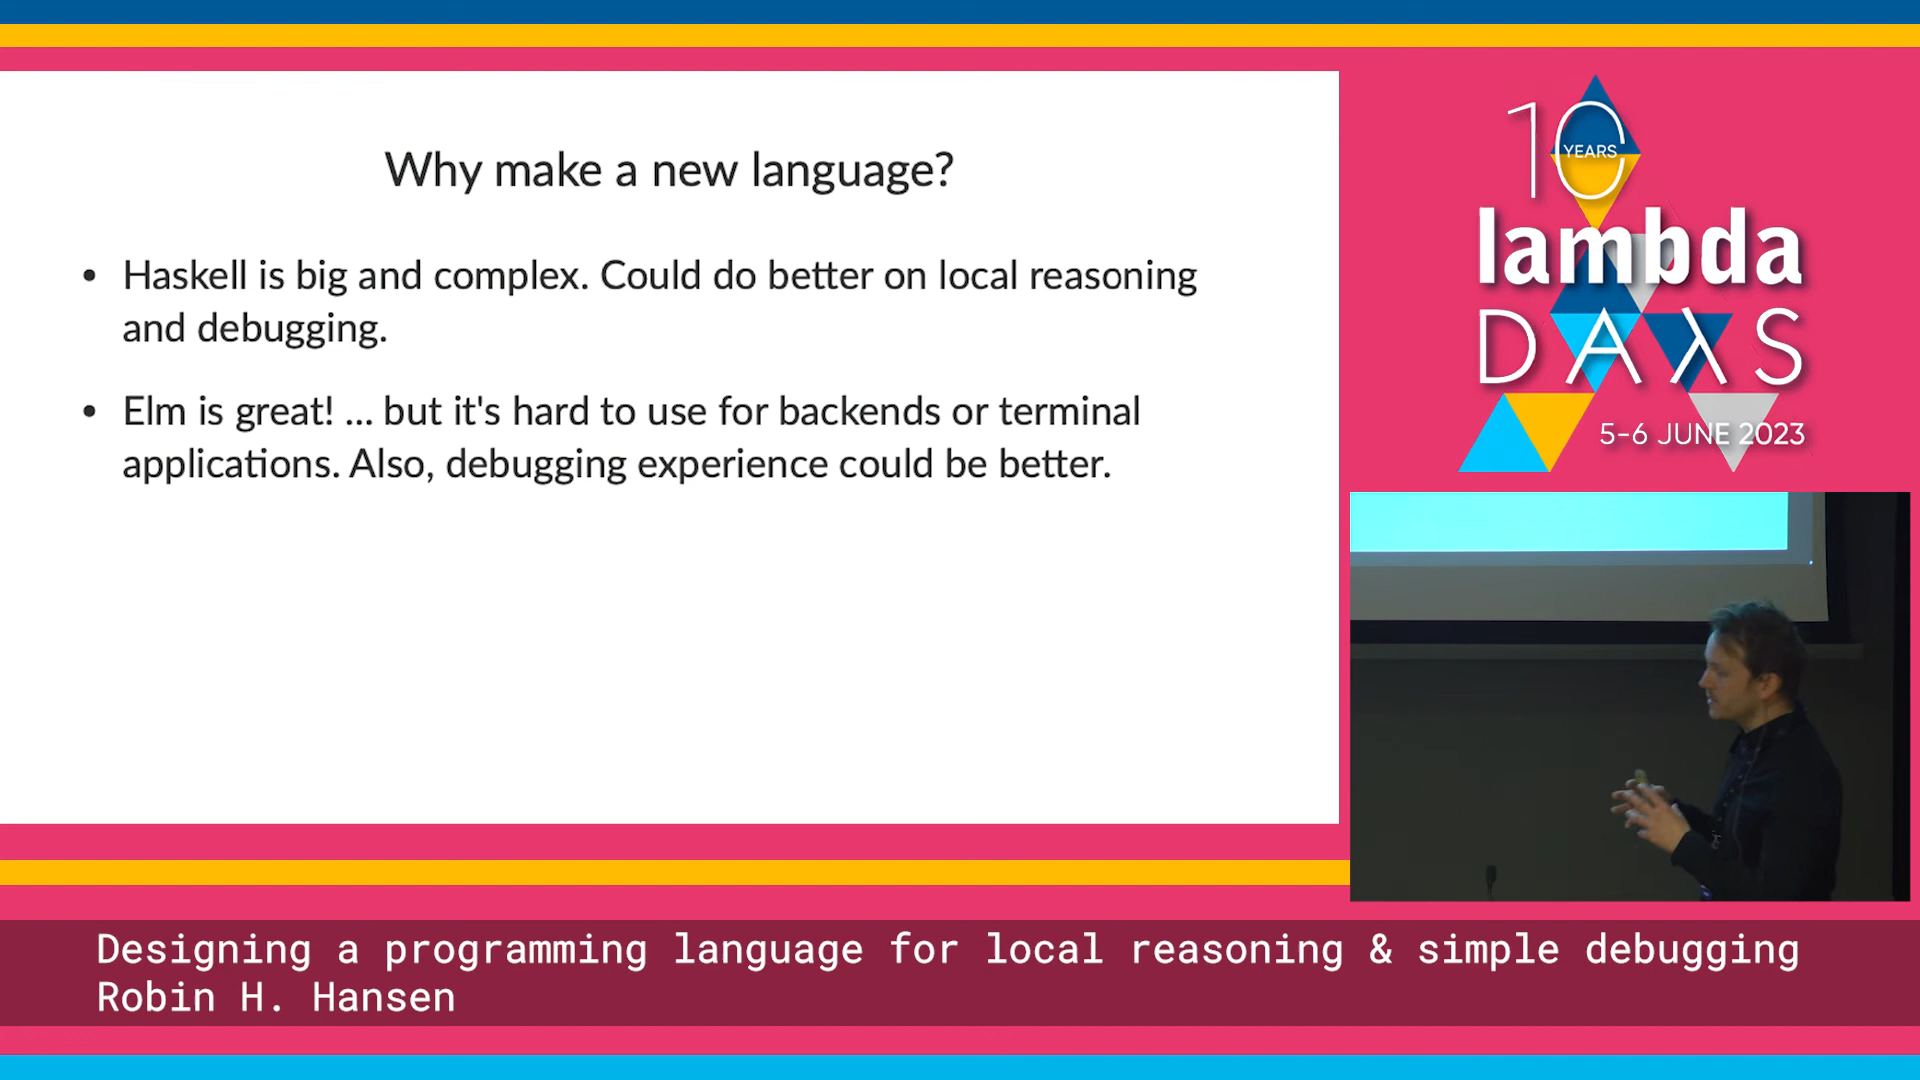 Why make a new language?
• Haskell is big and complex. Could do better on local reasoning
and debugging.
• Elm is great! ... but it's hard to use for backends or terminal
applications. Also, debugging experience could be better.
10
YEARS
lambda
DAλS
5-6 JUNE 2023
Designing a programming language for local reasoning & simple debugging
Robin H. Hansen